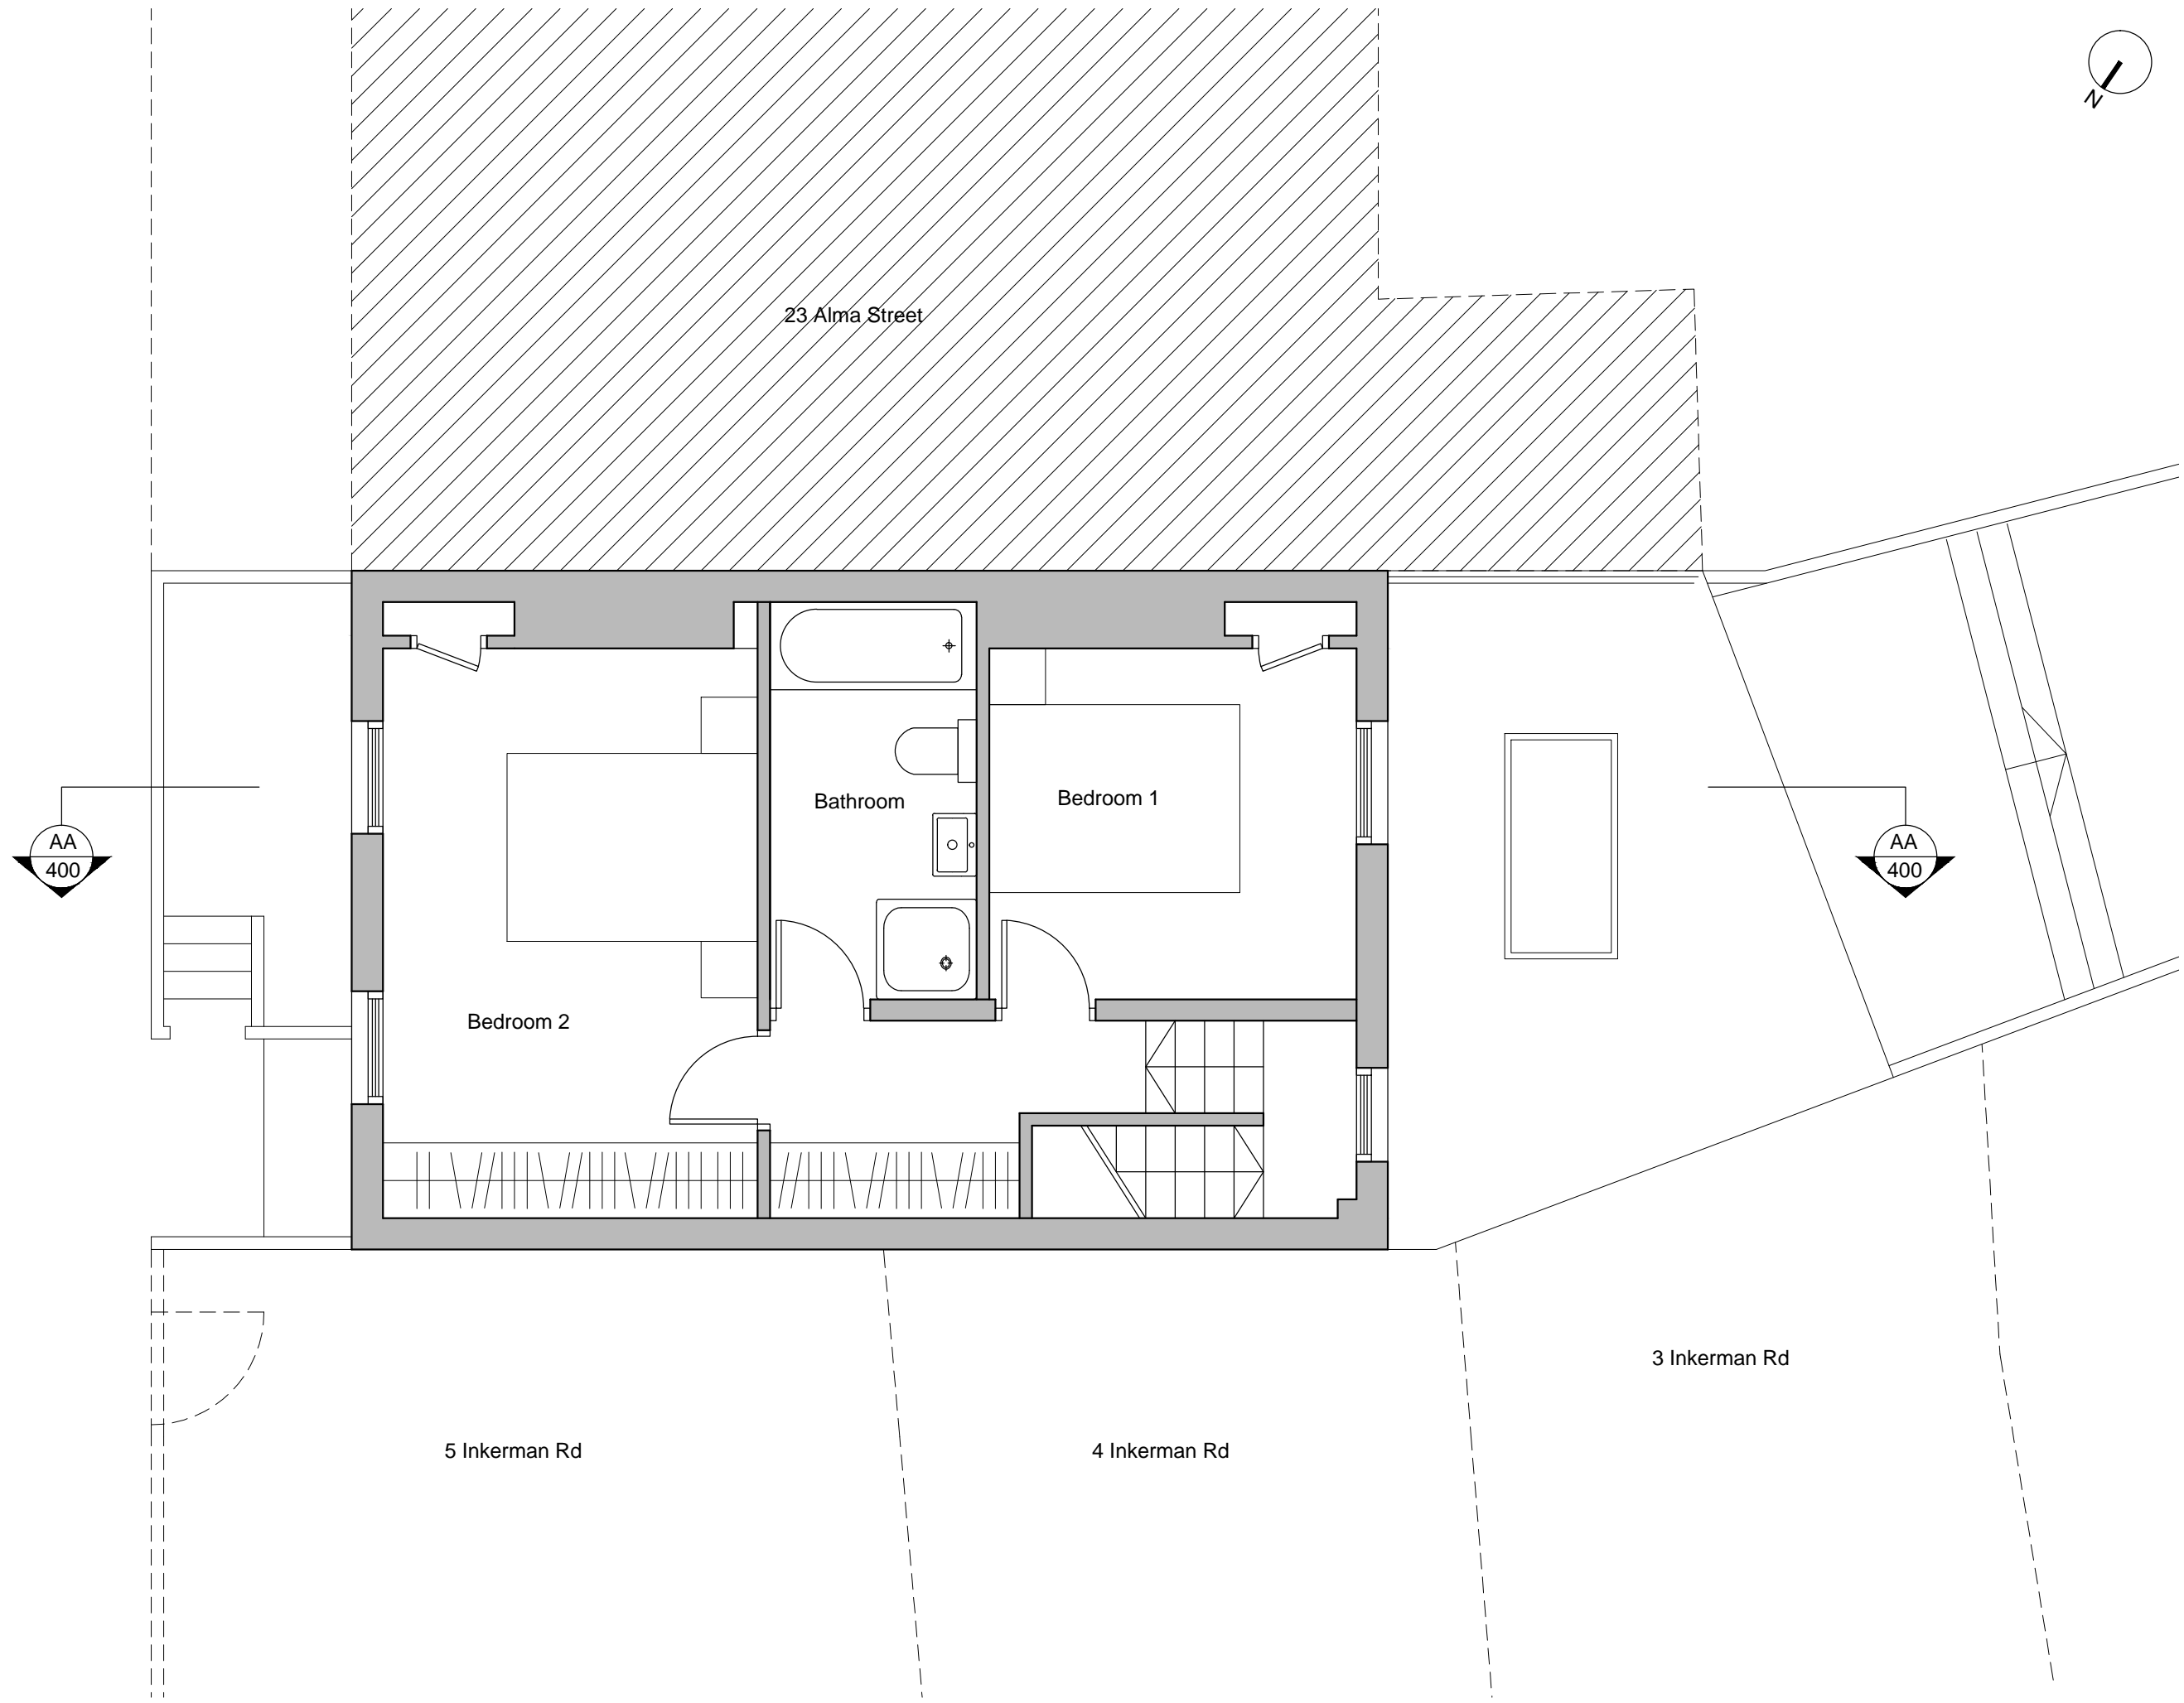 N
23 Alma Street
Bathroom
Bedroom 1
AA
400
AA
400
Bedroom 2
3 Inkerman Rd
5 Inkerman Rd
4 Inkerman Rd